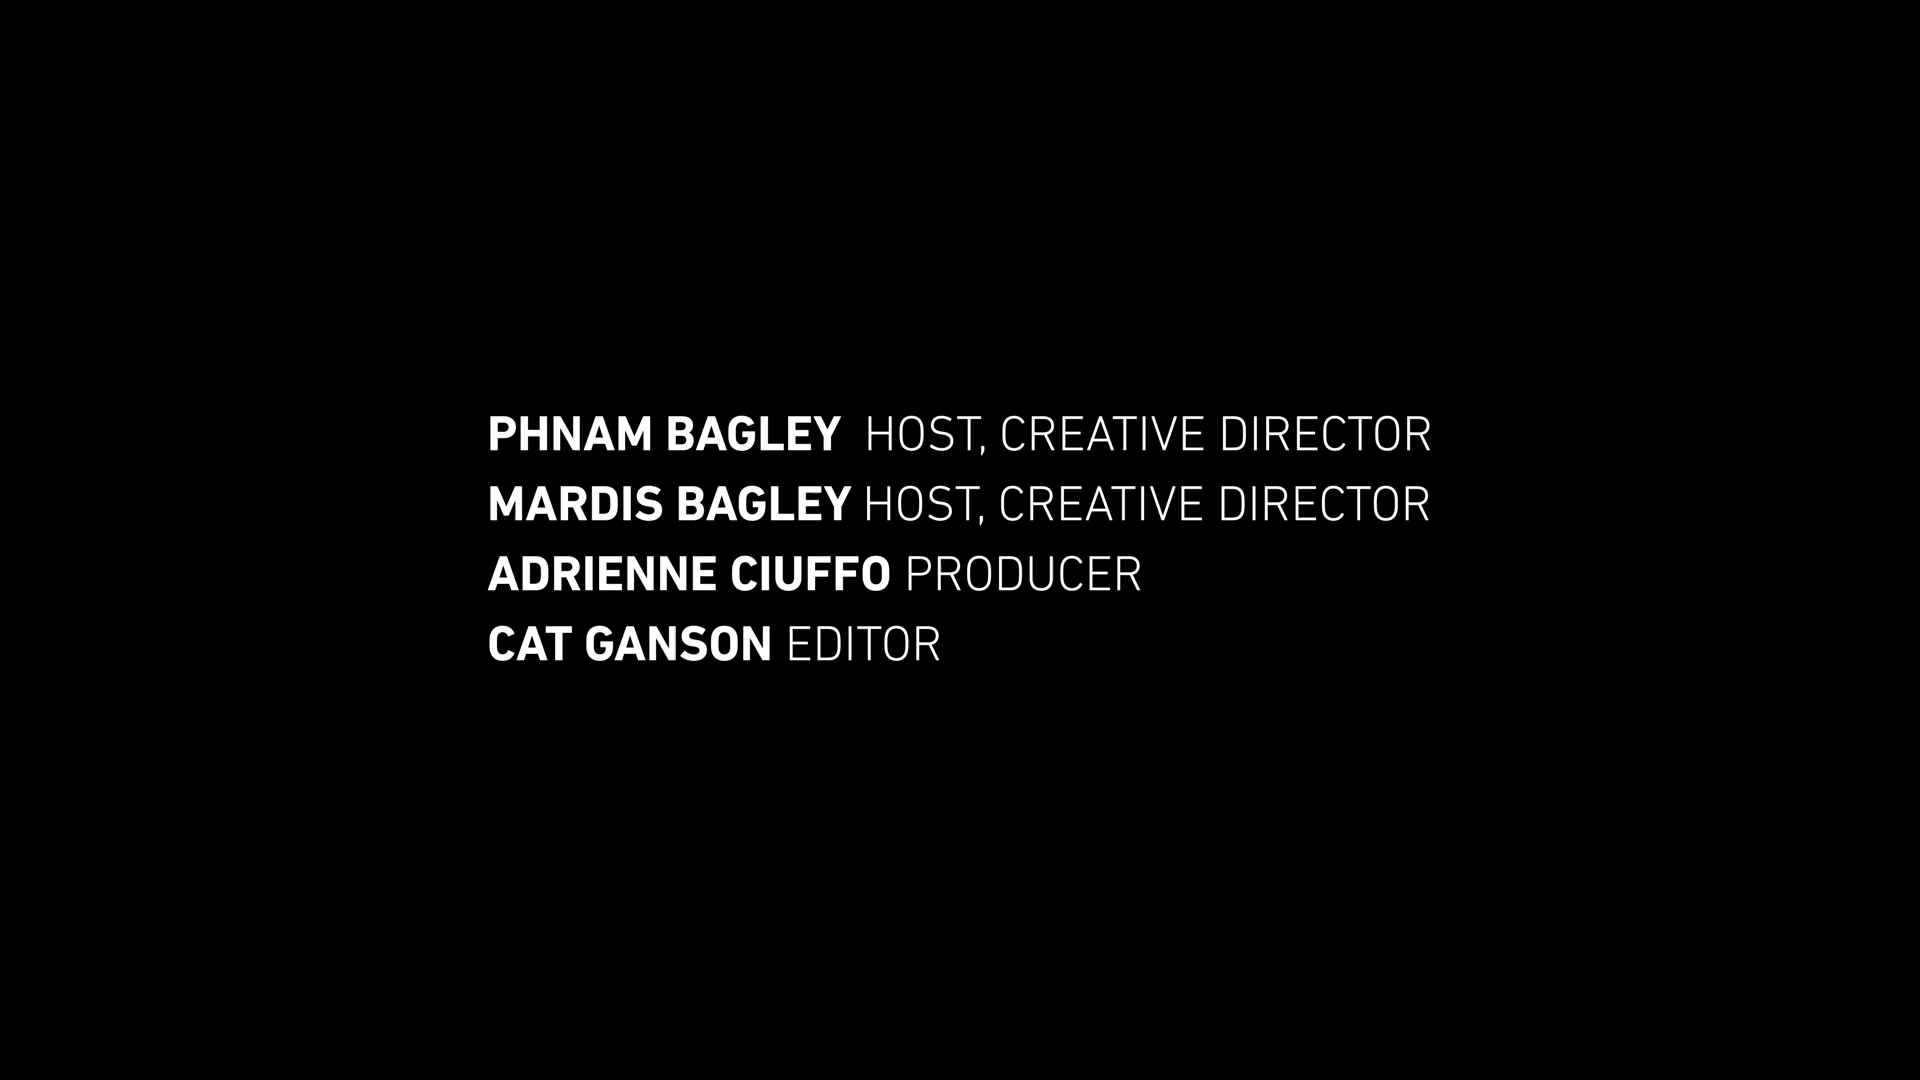 PHNAM BAGLEY HOST, CREATIVE DIRECTOR
MARDIS BAGLEY HOST, CREATIVE DIRECTOR
ADRIENNE CIUFFO PRODUCER
CAT GANSON EDITOR